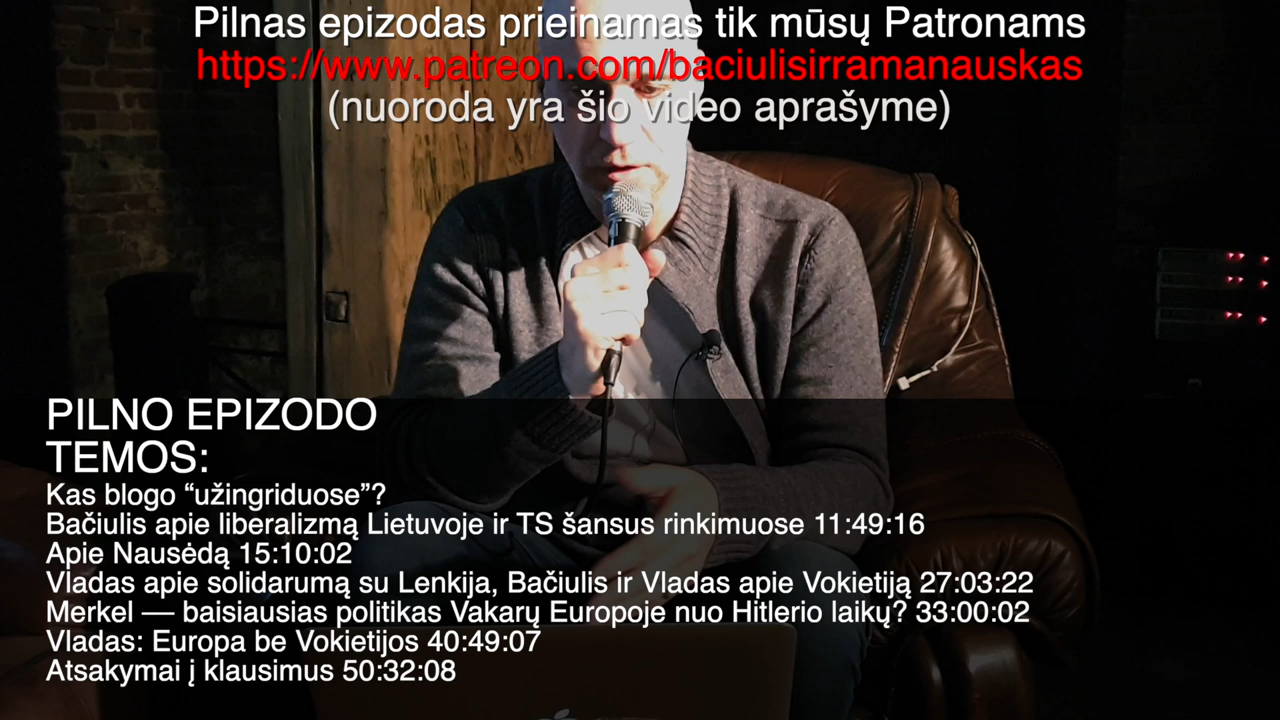 Pilnas epizodas prieinamas tik mūsų Patronams
https://www.patreon.com/baciulisirramanauskas
(nuoroda yra šio video aprašyme)
PILNO EPIZODO
TEMOS:
Kas blogo “užingriduose”?
Bačiulis apie liberalizmą Lietuvoje ir TS šansus rinkimuose 11:49:16
Apie Nausėdą 15:10:02
Vladas apie solidarumą su Lenkija, Bačiulis ir Vladas apie Vokietiją 27:03:22
Merkel — baisiausias politikas Vakarų Europoje nuo Hitlerio laikų? 33:00:02
Vladas: Europa be Vokietijos 40:49:07
Atsakymai į klausimus 50:32:08